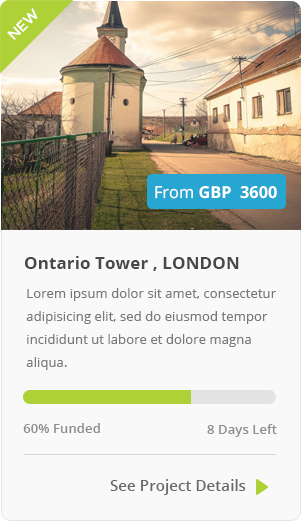 NEW
From GBP 3600
Ontario Tower , LONDON
Lorem ipsum dolor sit amet, consectetur
adipisicing elit, sed do eiusmod tempor
incididunt ut labore et dolore magna
aliqua.
60% Funded
8 Days Left
See Project Details